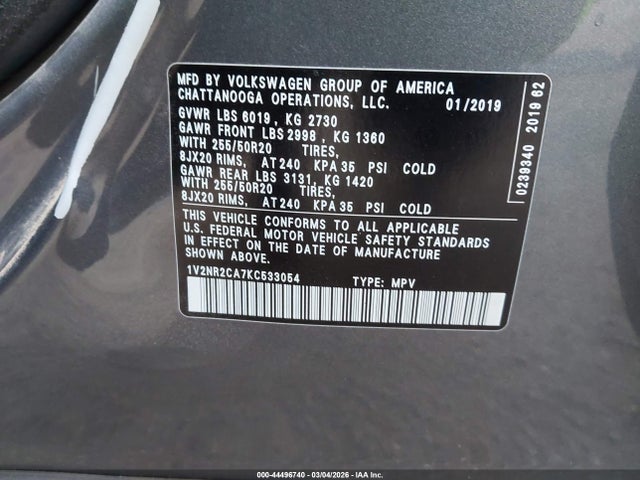 MFD BY VOLKSWAGEN GROUP OF AMERICA
CHATTANOOGA OPERATIONS, LLC. 01/2019
GVWR LBS 6019, KG 2730
GAWR FRONT LBS 2998, KG 1360
WITH 255/50R20 TIRES,
8JX20 RIMS, AT 240 KPA 35 PSI COLD
GAWR REAR LBS 3131, KG 1420
WITH 255/50R20 TIRES,
8JX20 RIMS, AT 240 KPA 35 PSI COLD
THIS VEHICLE CONFORMS TO ALL APPLICABLE
U.S. FEDERAL MOTOR VEHICLE SAFETY STANDARDS
IN EFFECT ON THE DATE OF MANUFACTURE
SHOWN ABOVE.
1V2NR2CA7KC533054 TYPE: MPV
0239340 2019 62
000-44496740 - 03/04/2026 - IAA Inc.